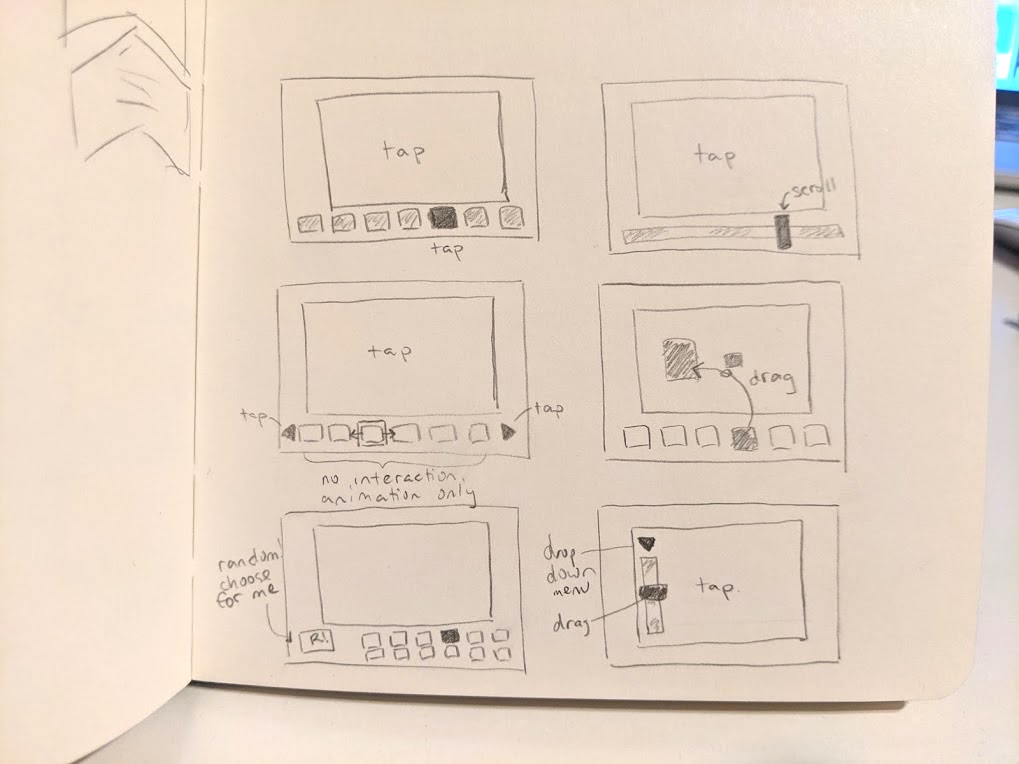 tap
tap
tap
scroll
tap
tap
tap
no interaction,
animation only
drag
random!
choose
for me
R!
drop
down
menu
drag
tap.